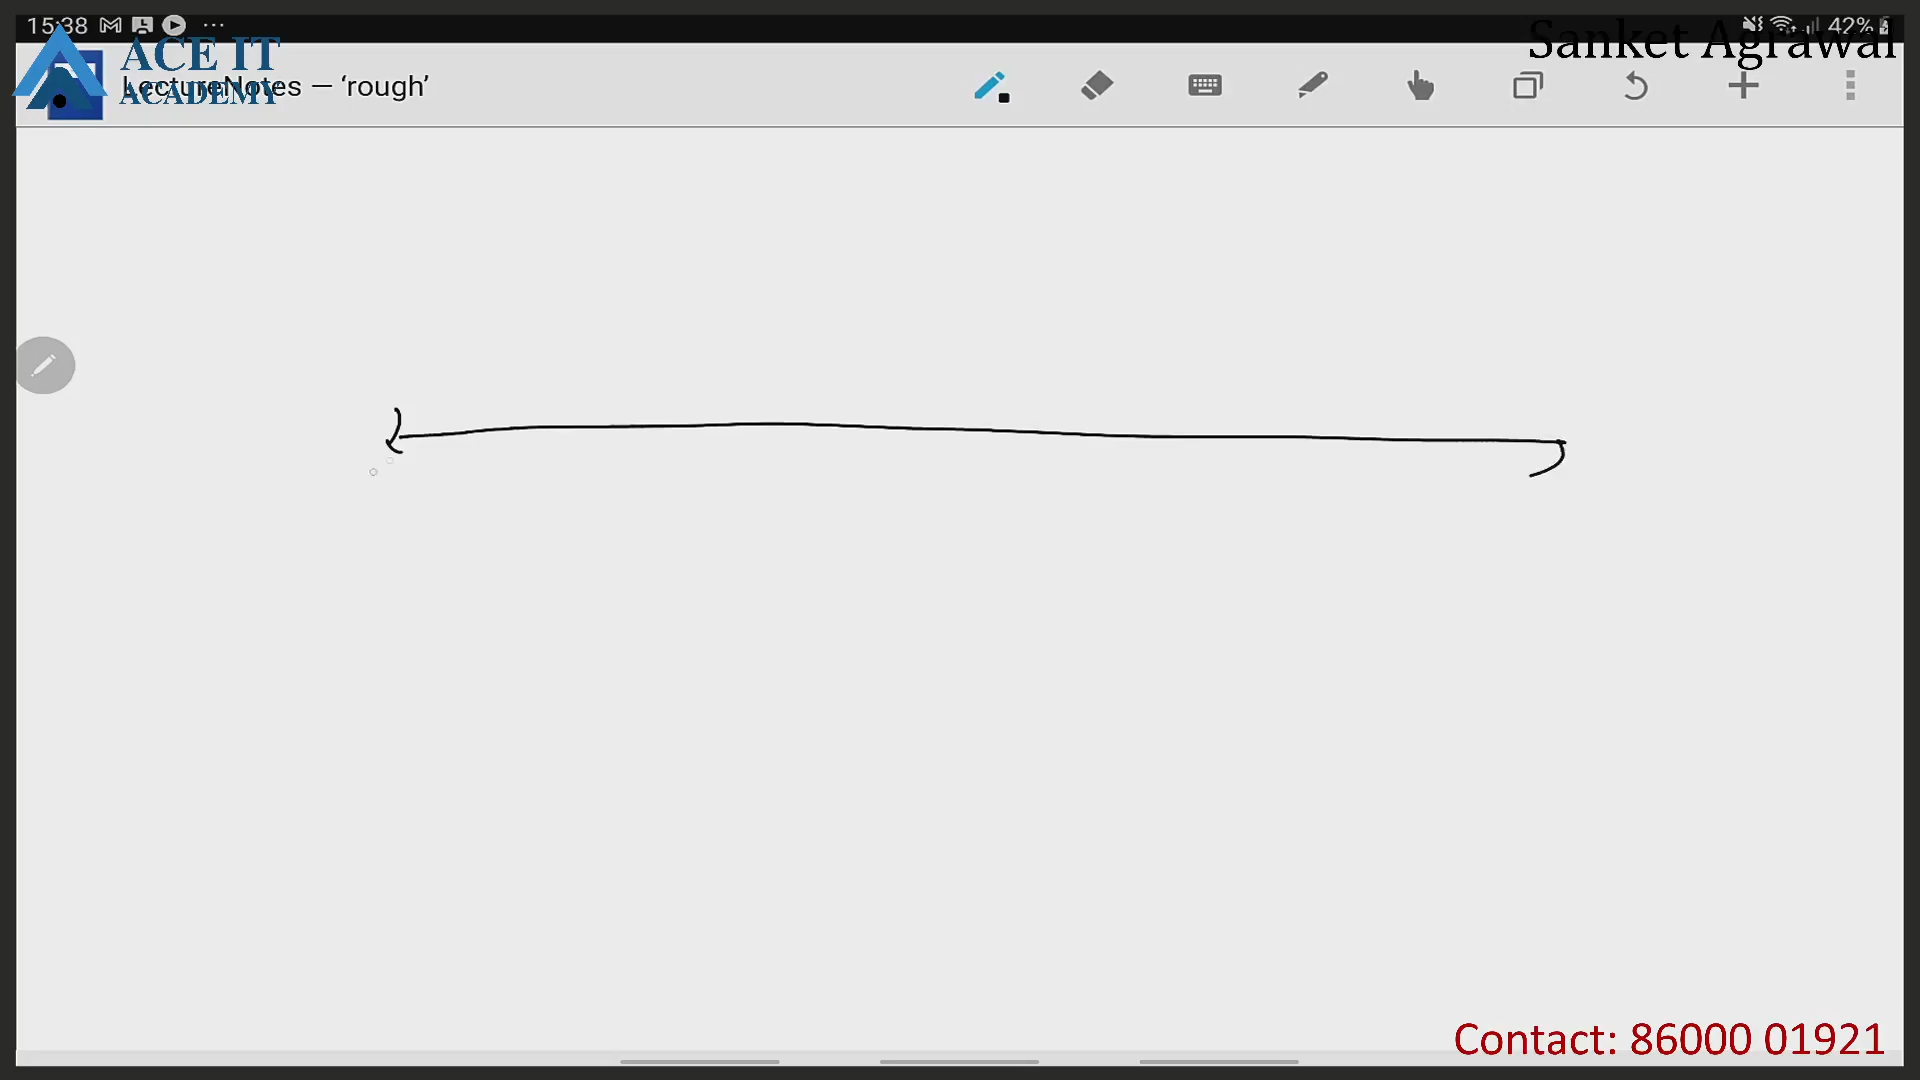 15:38 ... 42%
Sanket Agrawal
ACE IT
ACADEMY
LectureNotes — ‘rough’
Contact: 86000 01921